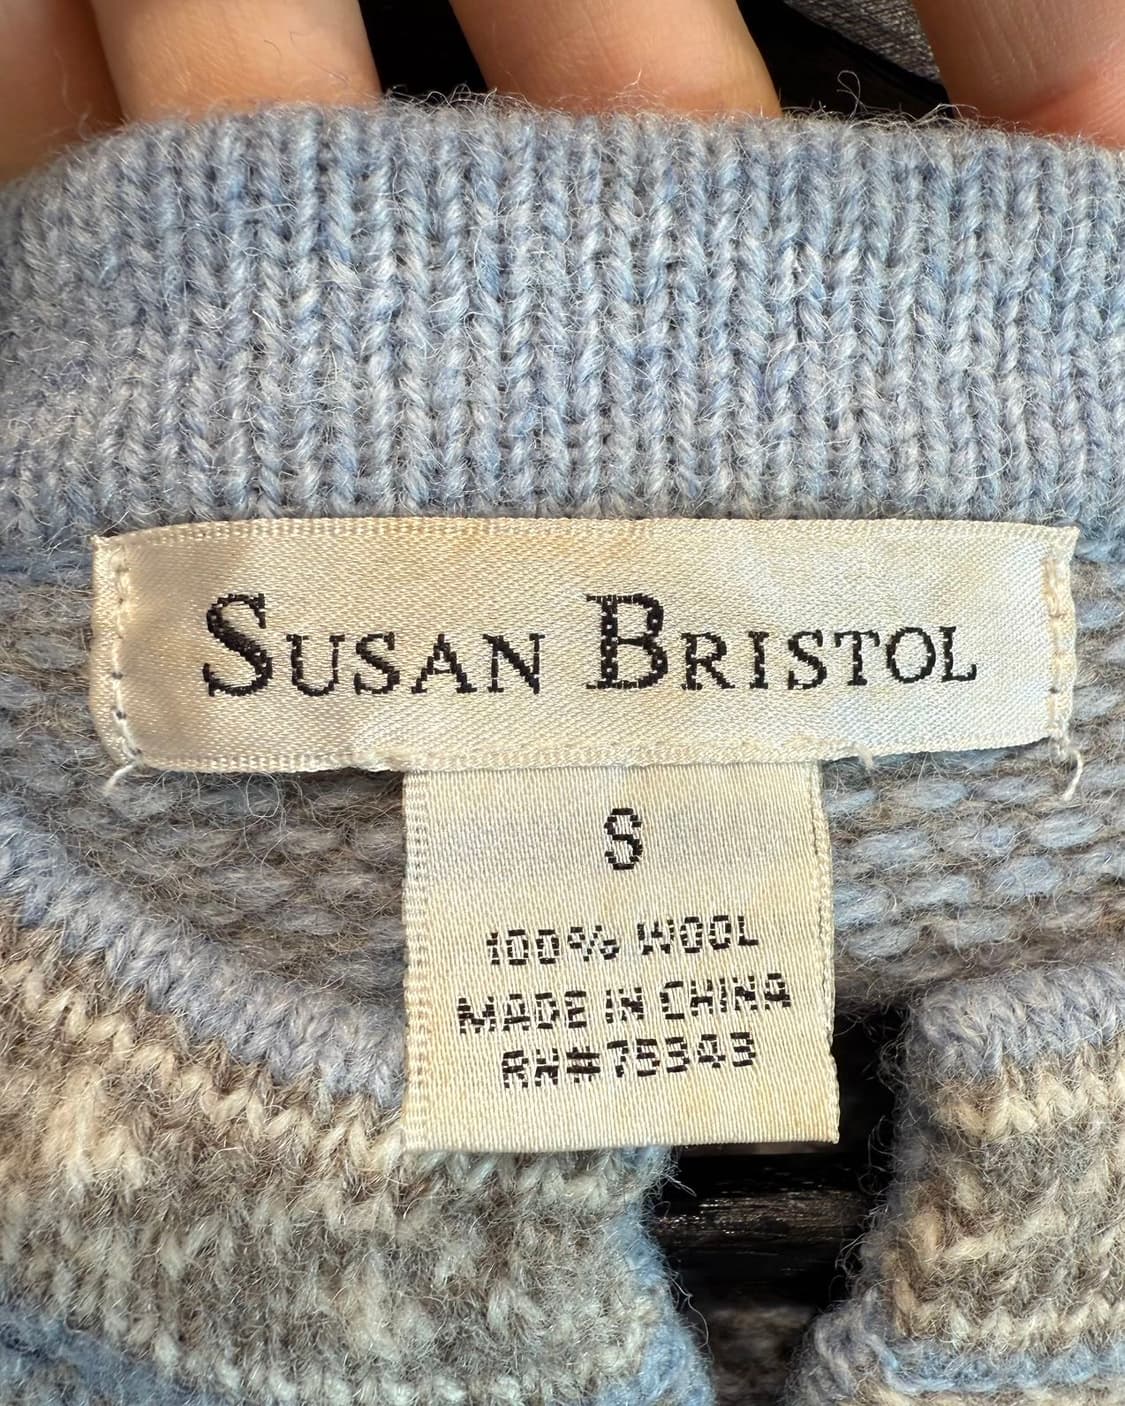 SUSAN BRISTOL
S
100% WOOL
MADE IN CHINA
RN#75343